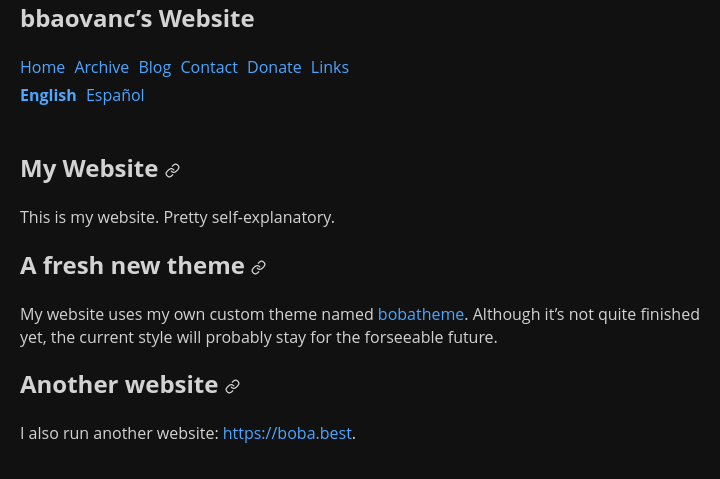 bbaovanc’s Website
Home Archive Blog Contact Donate Links
English Español
My Website
This is my website. Pretty self-explanatory.
A fresh new theme
My website uses my own custom theme named bobatheme. Although it’s not quite finished
yet, the current style will probably stay for the forseeable future.
Another website
I also run another website: https://boba.best.